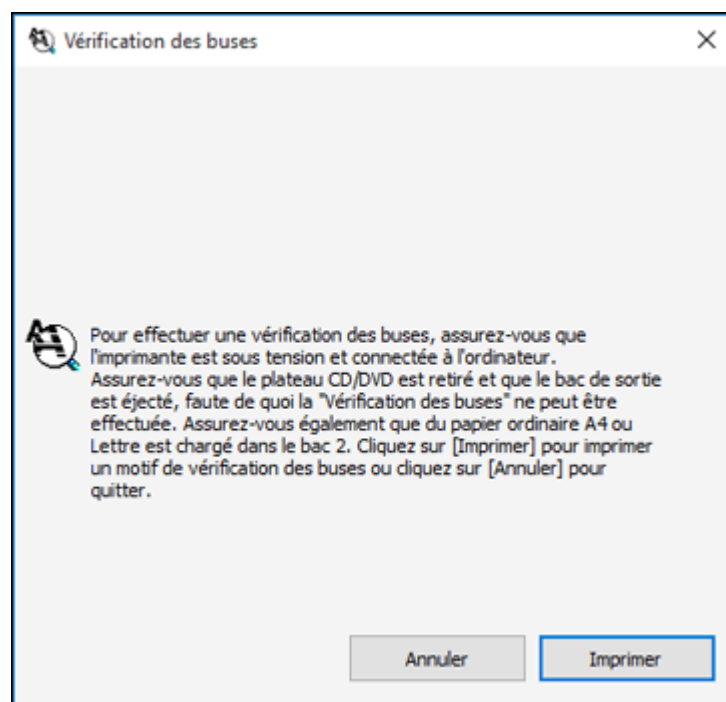 Vérification des buses
Pour effectuer une vérification des buses, assurez-vous que
l'imprimante est sous tension et connectée à l'ordinateur.
Assurez-vous que le plateau CD/DVD est retiré et que le bac de sortie
est éjecté, faute de quoi la "Vérification des buses" ne peut être
effectuée. Assurez-vous également que du papier ordinaire A4 ou
Lettre est chargé dans le bac 2. Cliquez sur [Imprimer] pour imprimer
un motif de vérification des buses ou cliquez sur [Annuler] pour
quitter.
Annuler
Imprimer